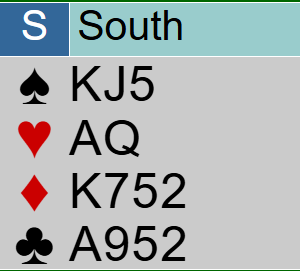 S South
♠ KJ5
♥ AQ
♦ K752
♣ A952